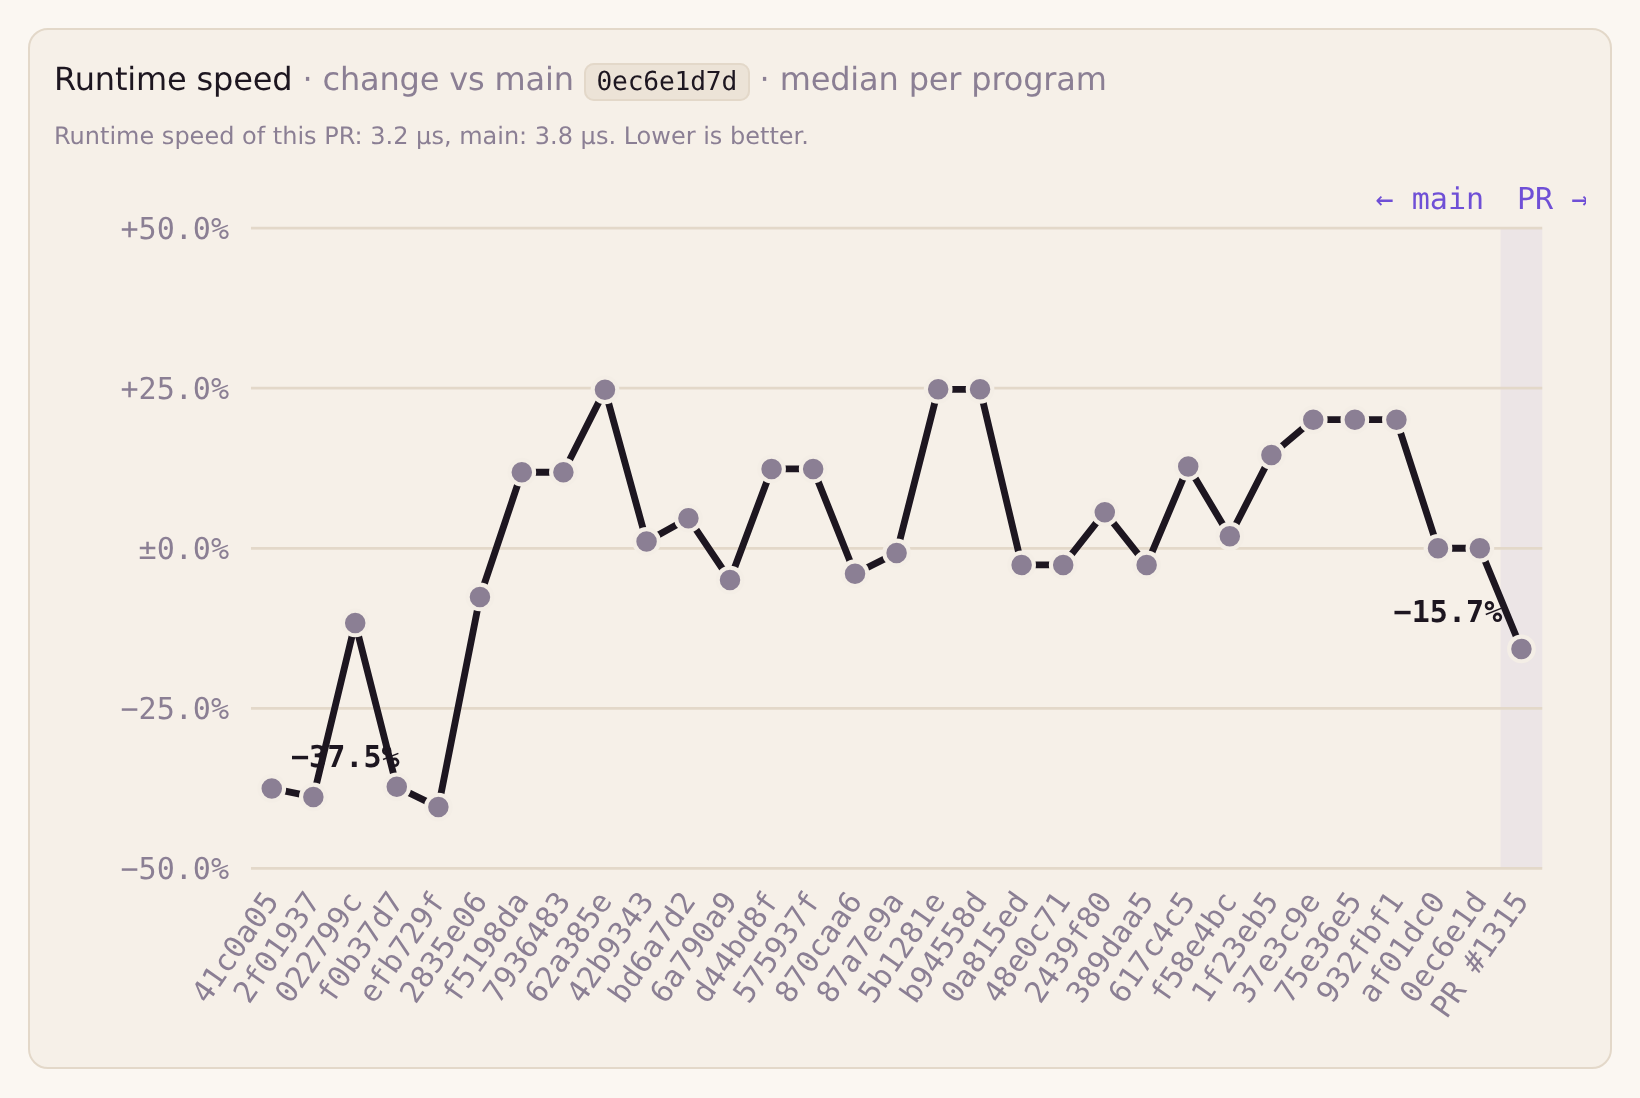 Runtime speed · change vs main 0ec6e1d7d · median per program
Runtime speed of this PR: 3.2 µs, main: 3.8 µs. Lower is better.
← main PR →
+50.0%
+25.0%
±0.0%
−25.0%
−50.0%
−37.5%
−15.7%
41c0a05
2f01937
022799c
f0b37d7
efb729f
2835e06
f5198da
7936483
62a385e
42b9343
bd6a7d2
6a790a9
d44bd8f
575937f
870caa6
87a7e9a
5b1281e
b94558d
0a815ed
48e0c71
2439f80
389daa5
617c4c5
f58e4bc
1f23eb5
37e3c9e
75e36e5
932fbf1
af01dc0
0ec6e1d
PR #1315